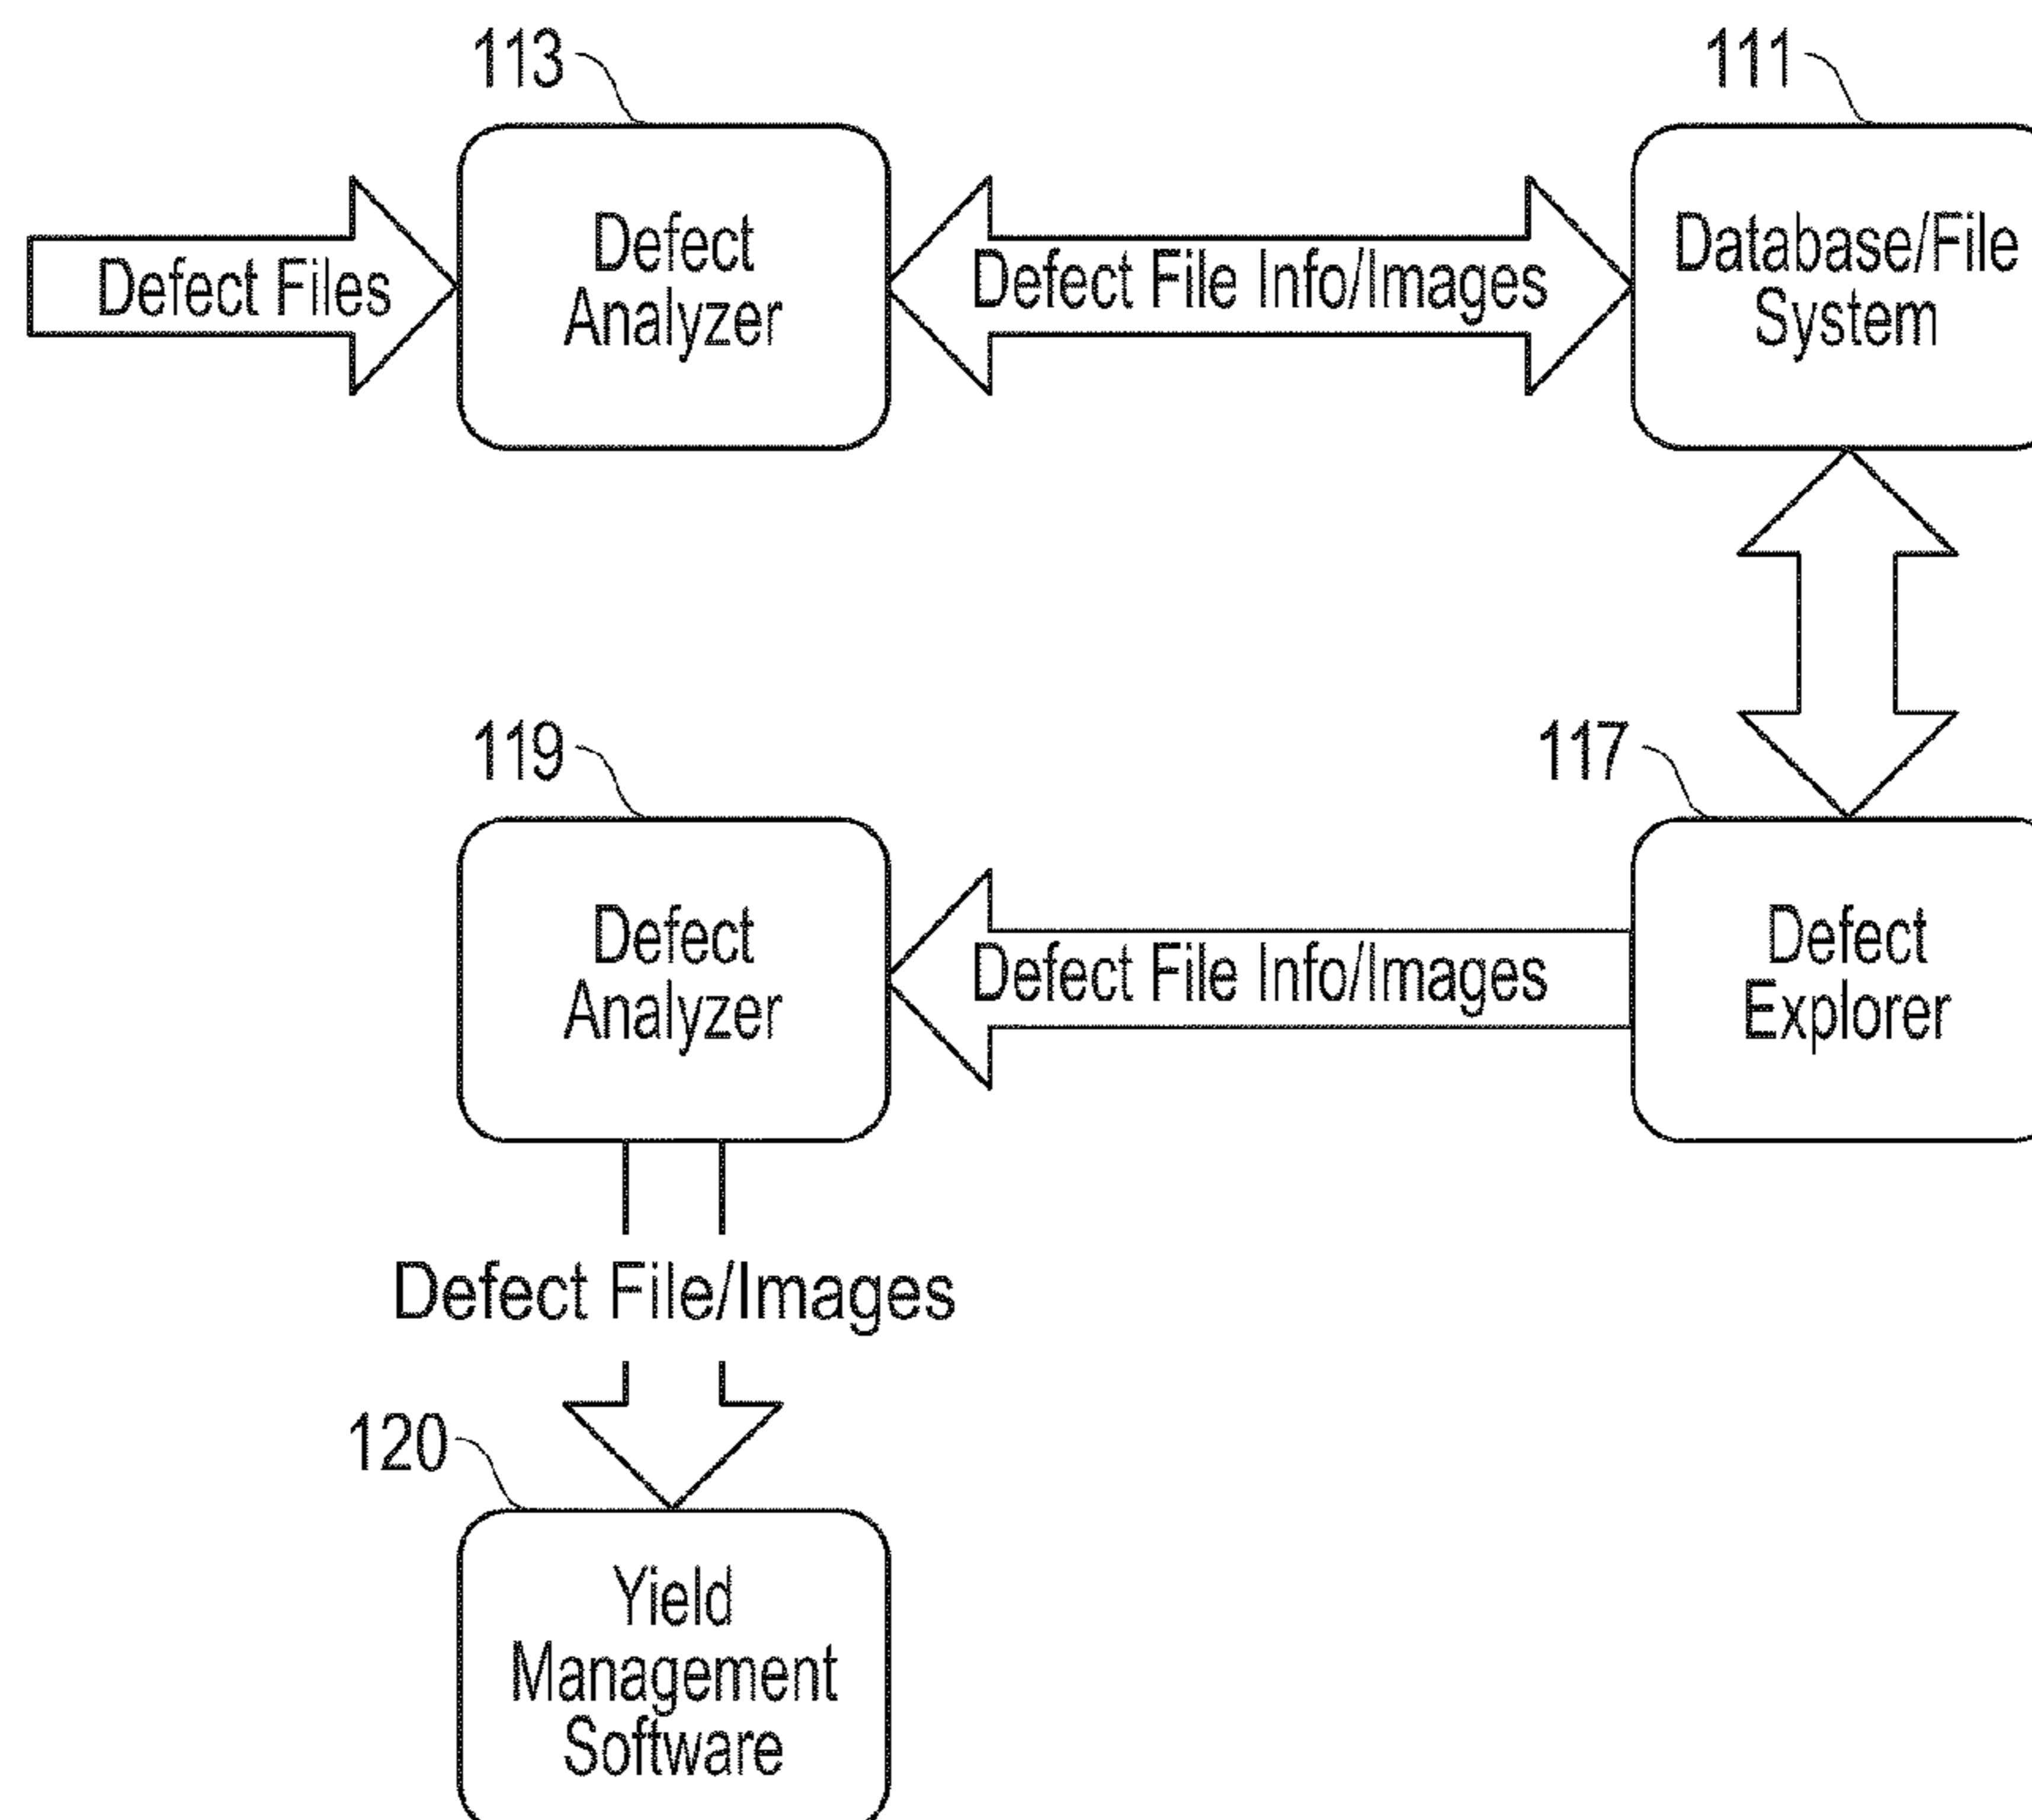 113
111
Defect Files
Defect
Analyzer
Defect File Info/Images
Database/File
System
119
117
Defect
Analyzer
Defect File Info/Images
Defect
Explorer
Defect File/Images
120
Yield
Management
Software